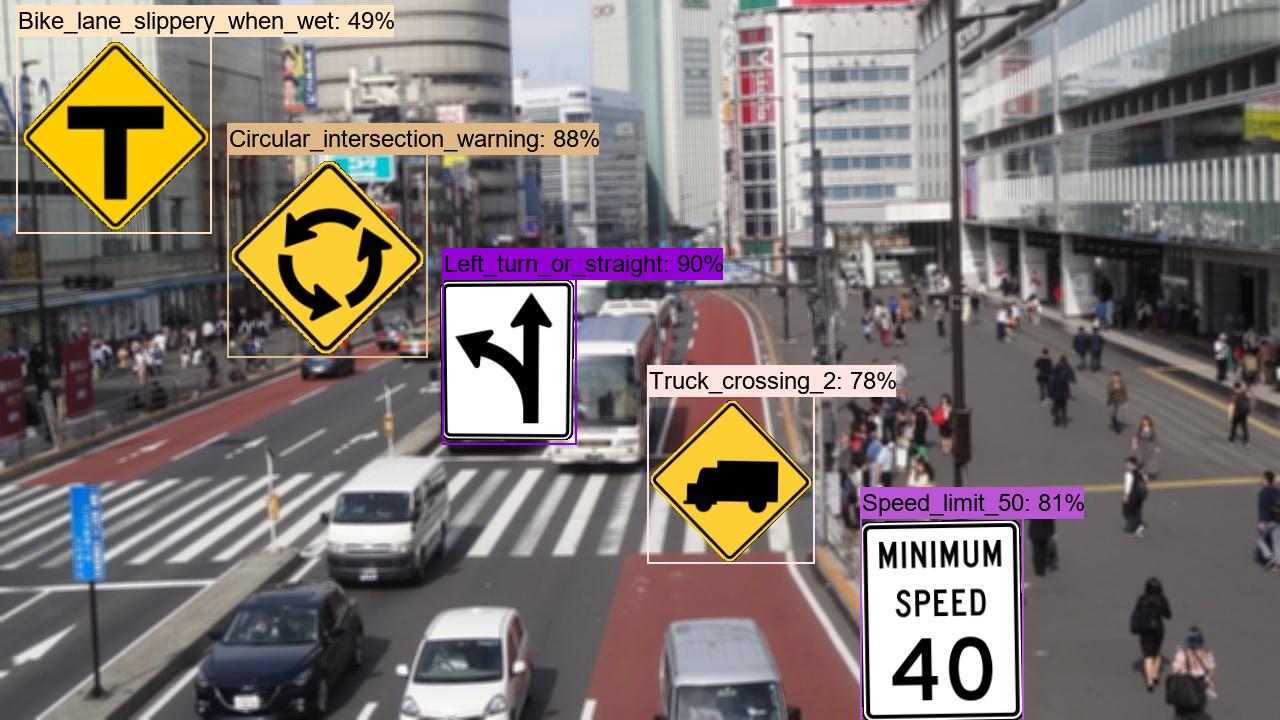 Bike_lane_slippery_when_wet: 49%
T
Circular_intersection_warning: 88%
Left_turn_or_straight: 90%
Truck_crossing_2: 78%
Speed_limit_50: 81%
MINIMUM
SPEED
40